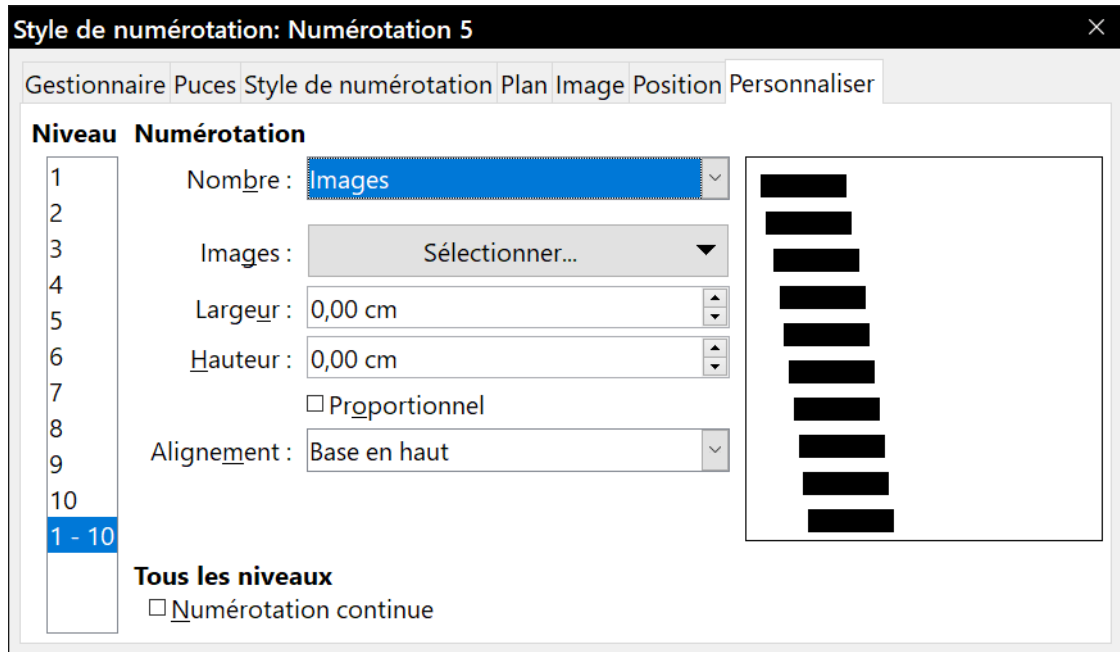 Style de numérotation: Numérotation 5
Gestionnaire Puces Style de numérotation Plan Image Position Personnaliser
Niveau Numérotation
1
2
3
4
5
6
7
8
9
10
1 - 10
Nombre : Images
Images : Sélectionner...
Largeur : 0,00 cm
Hauteur : 0,00 cm
Proportionnel
Alignement : Base en haut
Tous les niveaux
Numérotation continue